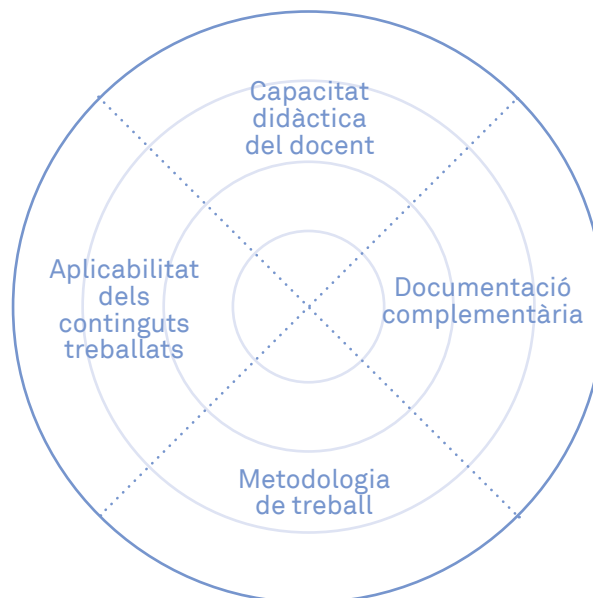 Capacitat
didàctica
del docent
Aplicabilitat
dels
continguts
treballats
Documentació
complementària
Metodologia
de treball